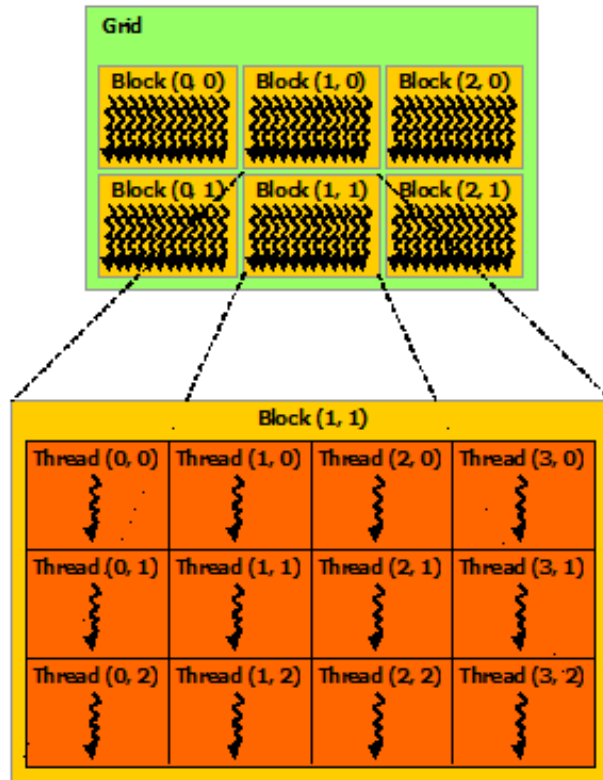 Grid
Block (0, 0) Block (1, 0) Block (2, 0)
Block (0, 1) Block (1, 1) Block (2, 1)
Block (1, 1)
Thread (0, 0) Thread (1, 0) Thread (2, 0) Thread (3, 0)
Thread (0, 1) Thread (1, 1) Thread (2, 1) Thread (3, 1)
Thread (0, 2) Thread (1, 2) Thread (2, 2) Thread (3, 2)